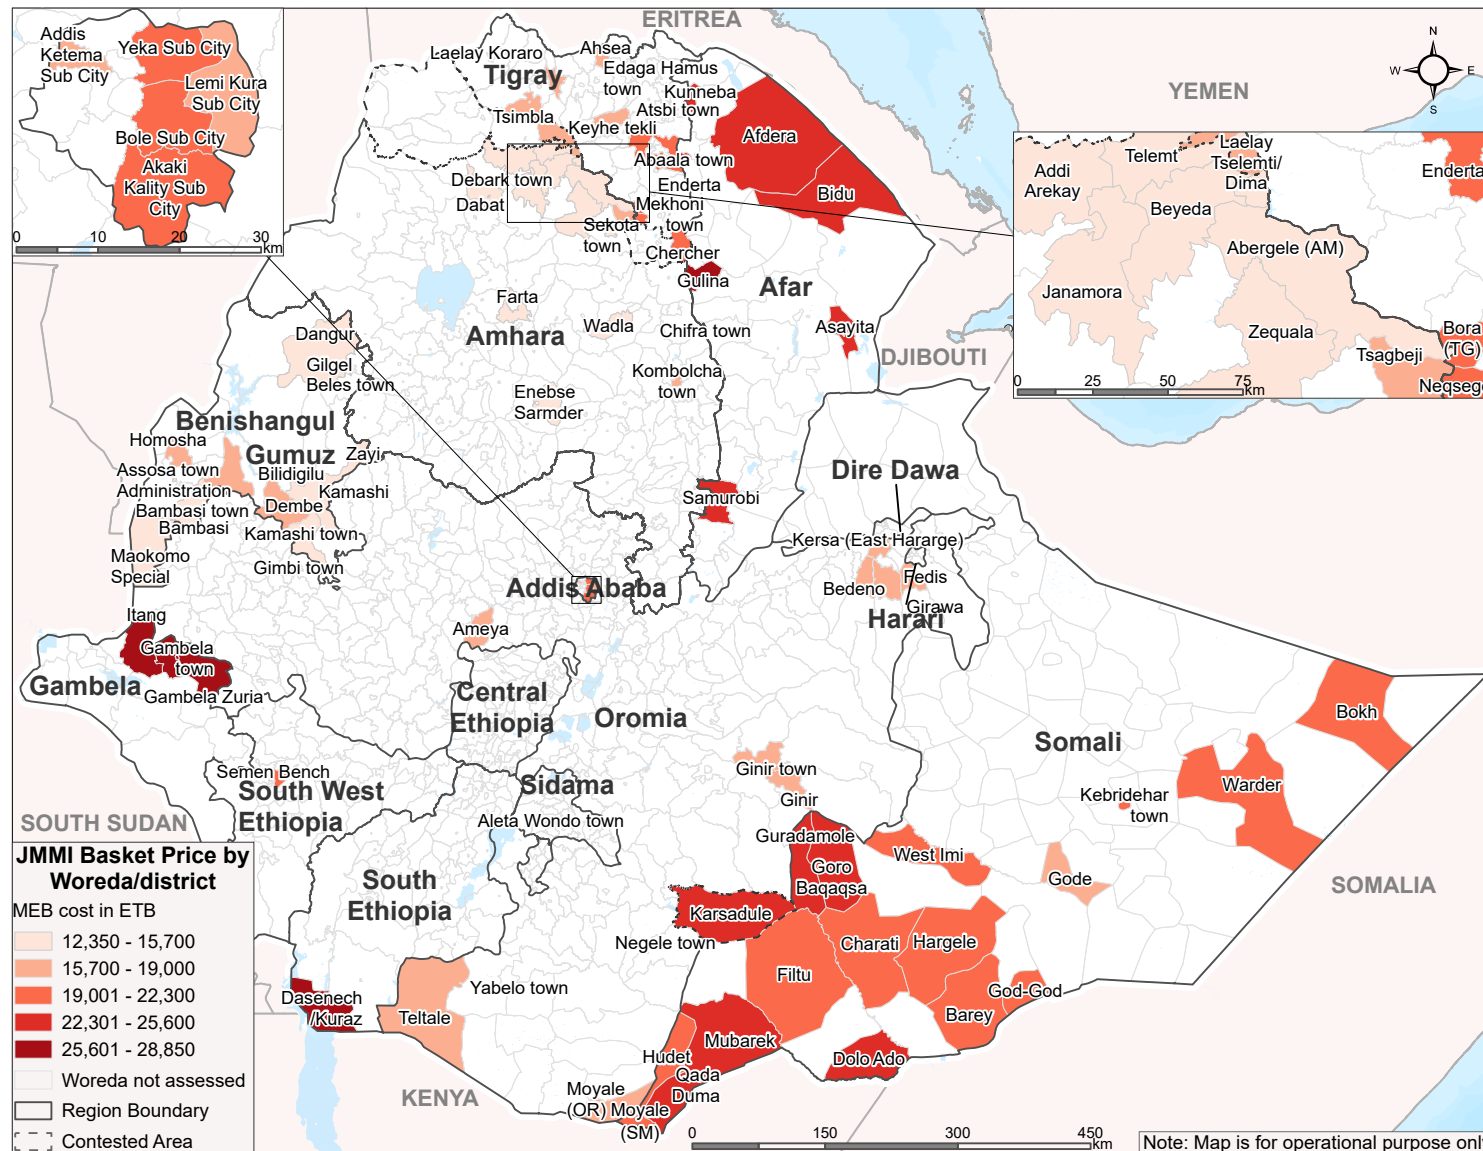 Addis
Ketema
Sub City
Yeka Sub City
Lemi Kura
Sub City
Bole Sub City
Akaki
Kality Sub
City
0 10 20 30
km
ERITREA
YEMEN
N
W E
S
Laelay Koraro
Ahsea
Tigray
Edaga Hamus
town
Kunneba
Atsbi town
Tsimbla
Keyhe tekli
Afdera
Abaala town
Debark town
Enderta
Bidu
Dabat
Mekhoni
town
Sekota
town
Chercher
Gulina
Afar
Farta
Amhara
Wadla
Chifra town
Asayita
DJIBOUTI
Dangur
Gilgel
Beles town
Kombolcha
town
Enebse
Sarmder
Laelay
Tselemti/
Dima
Telemt
Addi
Arekay
Enderta
Beyeda
Abergele (AM)
Janamora
Zequala
Bora
(TG)
Tsagbeji
Neqsege
0 25 50 75
km
Benishangul
Gumuz
Homosha
Zayi
Assosa town
Bilidigilu
Administration
Kamashi
Bambasi town
Dembe
Bambasi
Kamashi town
Maokomo
Special
Gimbi town
Dire Dawa
Samurobi
Kersa (East Hararge)
Addis Ababa
Bedeno
Fedis
Girawa
Harari
Itang
Ameya
Gambela
town
Gambela
Gambela Zuria
Central
Ethiopia
Oromia
Somali
Bokh
Semen Bench
South West
Ethiopia
Sidama
Ginir town
Ginir
Warder
Kebridehar
town
SOUTH SUDAN
Aleta Wondo town
Guradamole
West Imi
Goro
Baqaqsa
Gode
SOMALIA
South
Ethiopia
Karsadule
Negele town
Charati
Hargele
Filtu
God-God
Barey
Dasenech
/Kuraz
Teltale
Yabelo town
Mubarek
Hudet
Dolo Ado
Qada
Duma
KENYA
Moyale
(OR)
Moyale
(SM)
JMMI Basket Price by
Woreda/district
MEB cost in ETB
12,350 - 15,700
15,700 - 19,000
19,001 - 22,300
22,301 - 25,600
25,601 - 28,850
Woreda not assessed
Region Boundary
Contested Area
0 150 300 450
km
Note: Map is for operational purpose onl